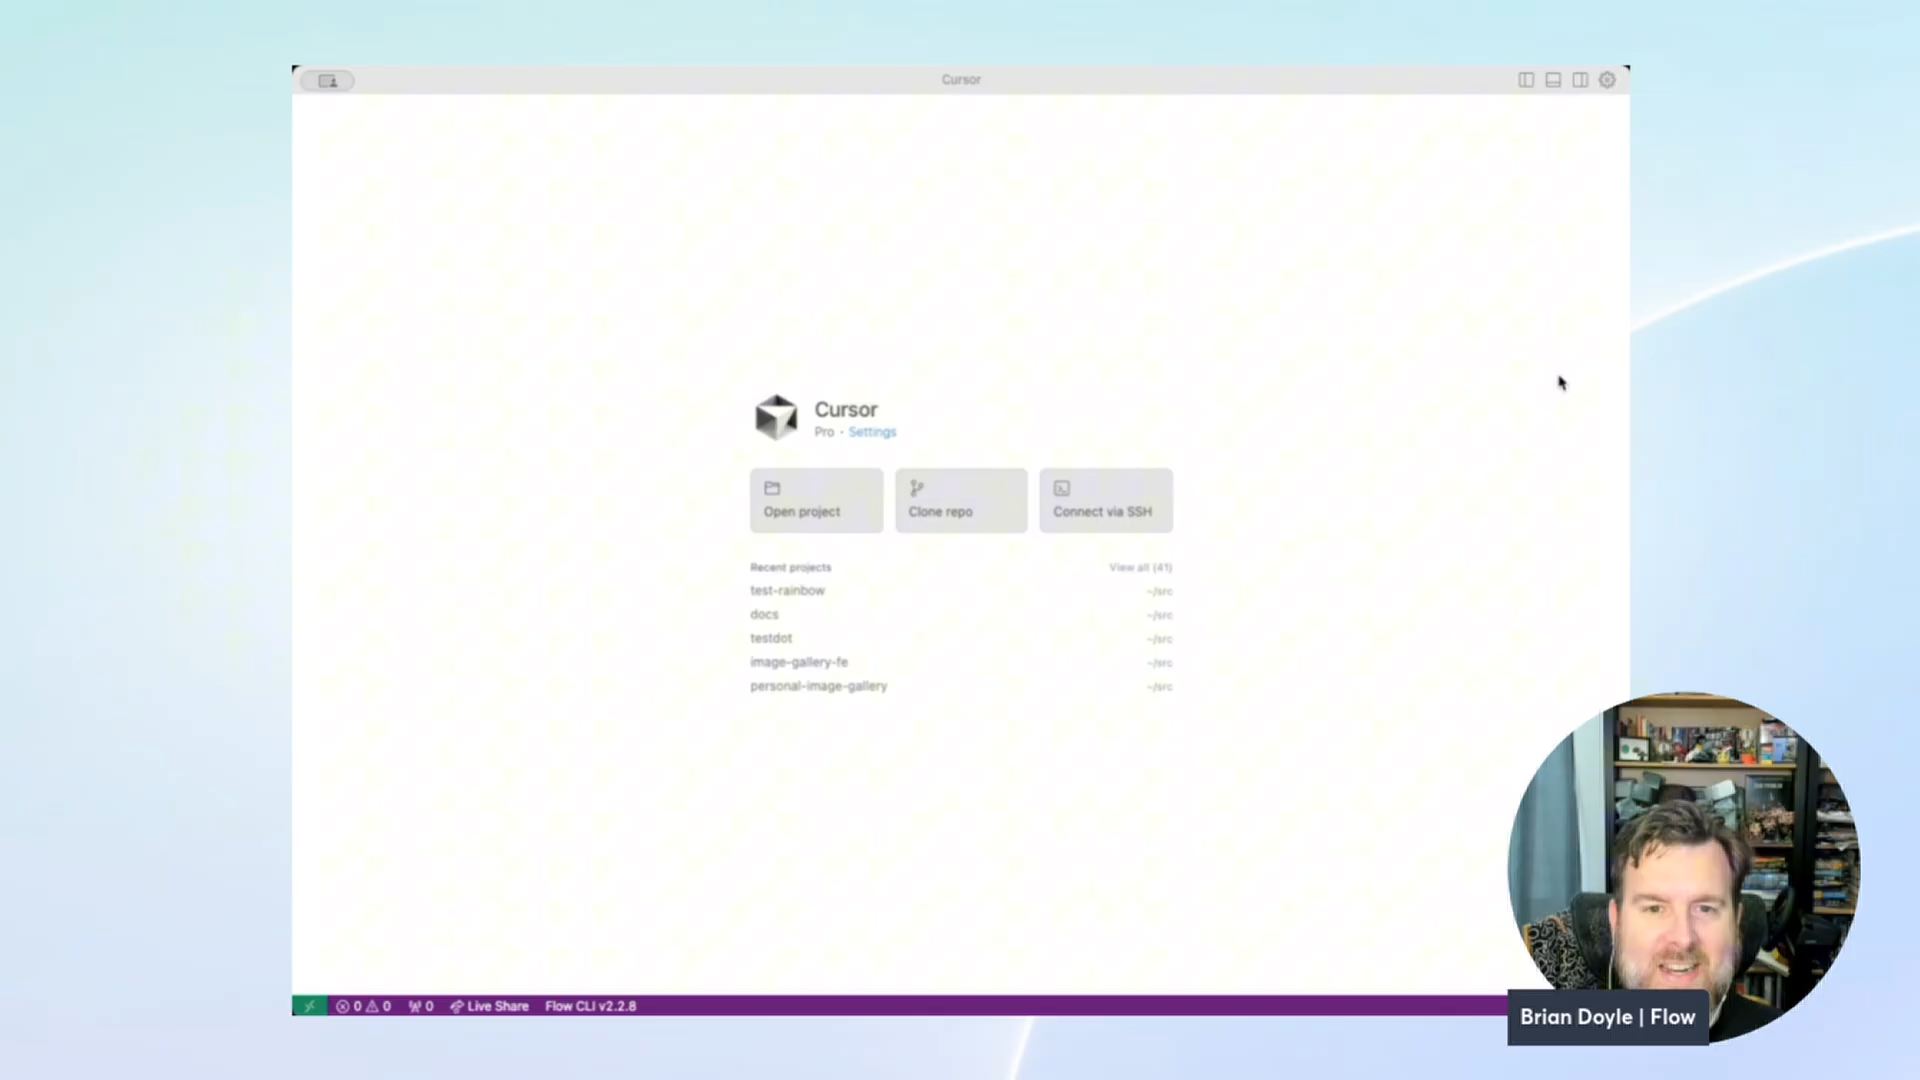 Cursor
Cursor
Pro · Settings
Open project
Clone repo
Connect via SSH
Recent projects
View all (41)
test-rainbow
~/src
docs
~/src
testdot
~/src
image-gallery-fe
~/src
personal-image-gallery
~/src
0 0 0 Live Share Flow CLI v2.2.8
Brian Doyle | Flow